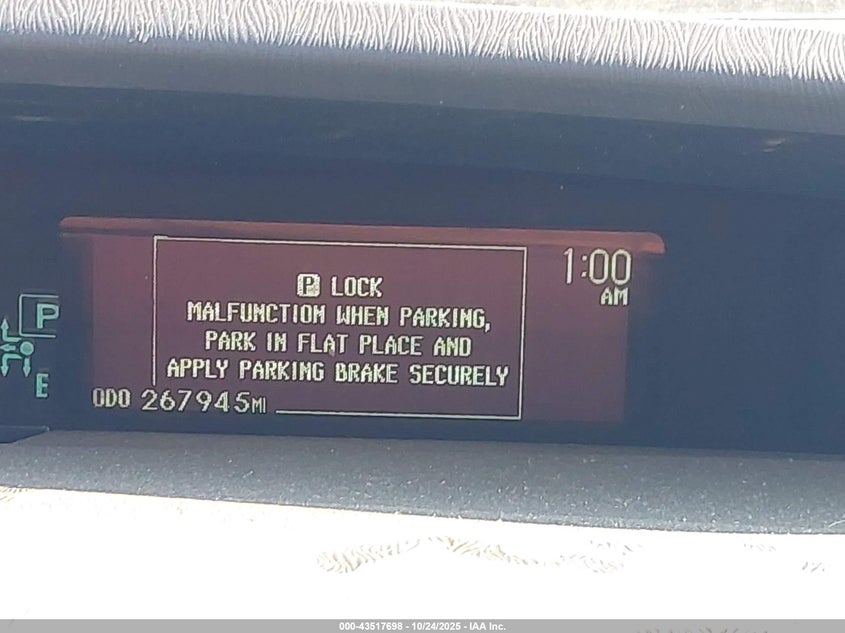 P LOCK
MALFUNCTION WHEN PARKING,
PARK IN FLAT PLACE AND
APPLY PARKING BRAKE SECURELY
1:00
AM
P
B
ODO 267945MI
000-43517698 - 10/24/2025 - IAA Inc.